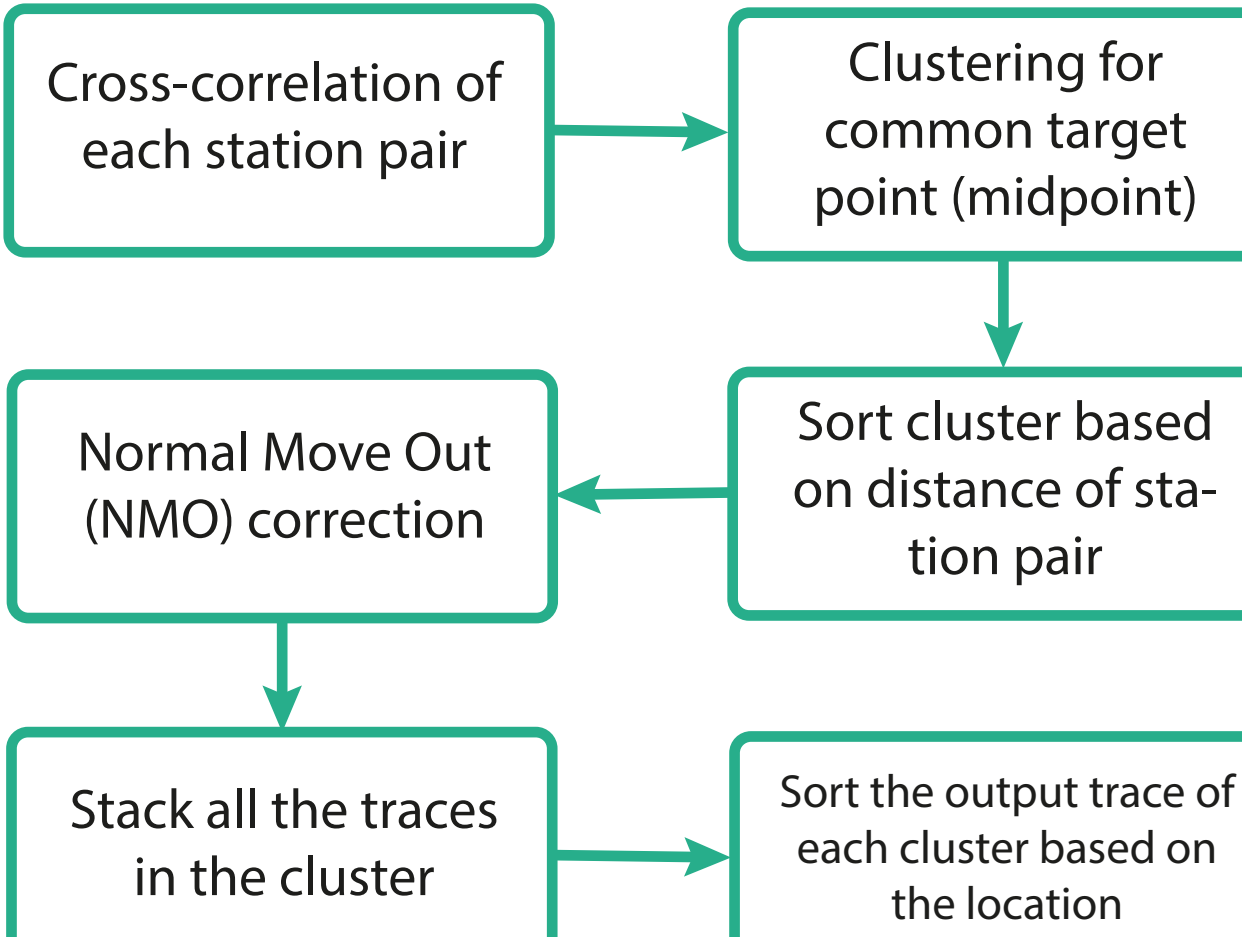 Cross-correlation of
each station pair
Clustering for
common target
point (midpoint)
Sort cluster based
on distance of sta-
tion pair
Normal Move Out
(NMO) correction
Stack all the traces
in the cluster
Sort the output trace of
each cluster based on
the location